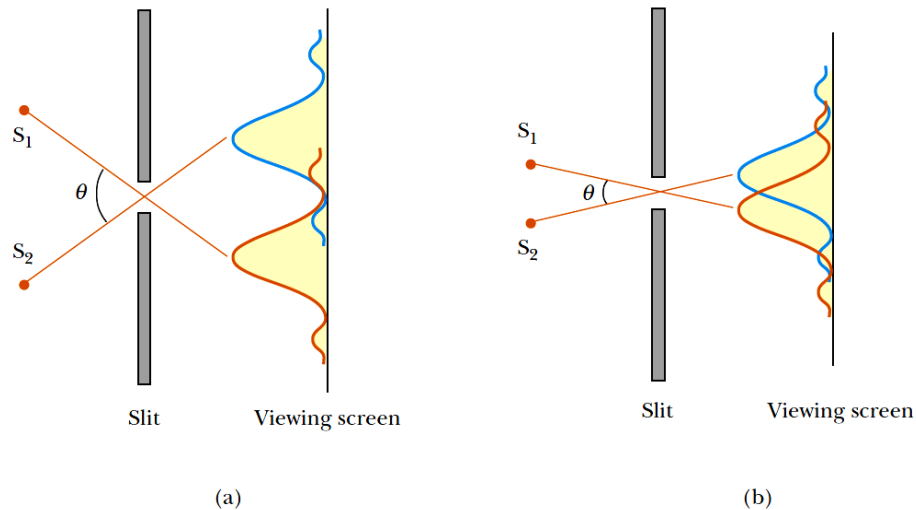 S₁
θ
S₂
Slit
Viewing screen
(a)
S₁
θ
S₂
Slit
Viewing screen
(b)